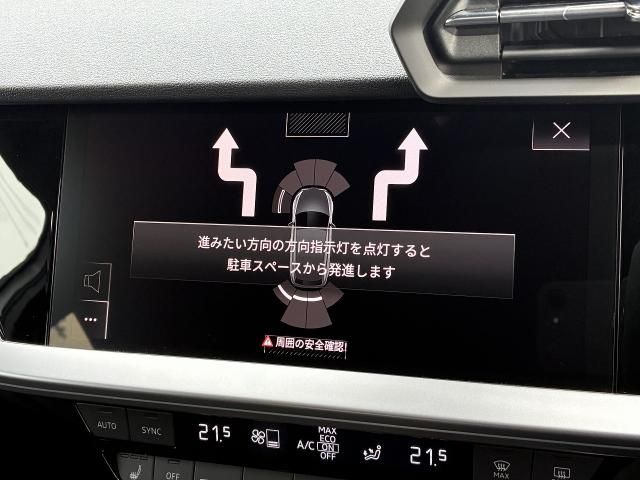 進みたい方向の方向指示灯を点灯すると
駐車スペースから発進します
周囲の安全確認!
AUTO
SYNC
21.5
A/C
MAX
ECO
ON
OFF
21.5
OFF
MAX